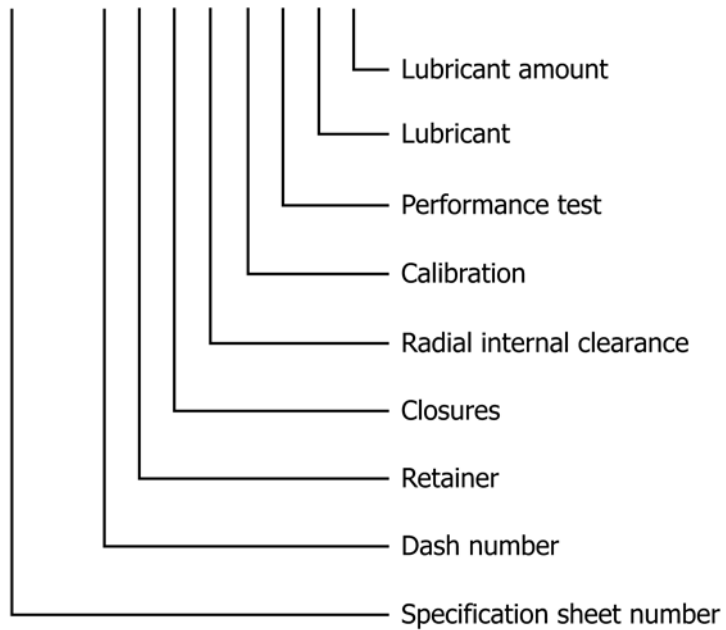 Lubricant amount
Lubricant
Performance test
Calibration
Radial internal clearance
Closures
Retainer
Dash number
Specification sheet number